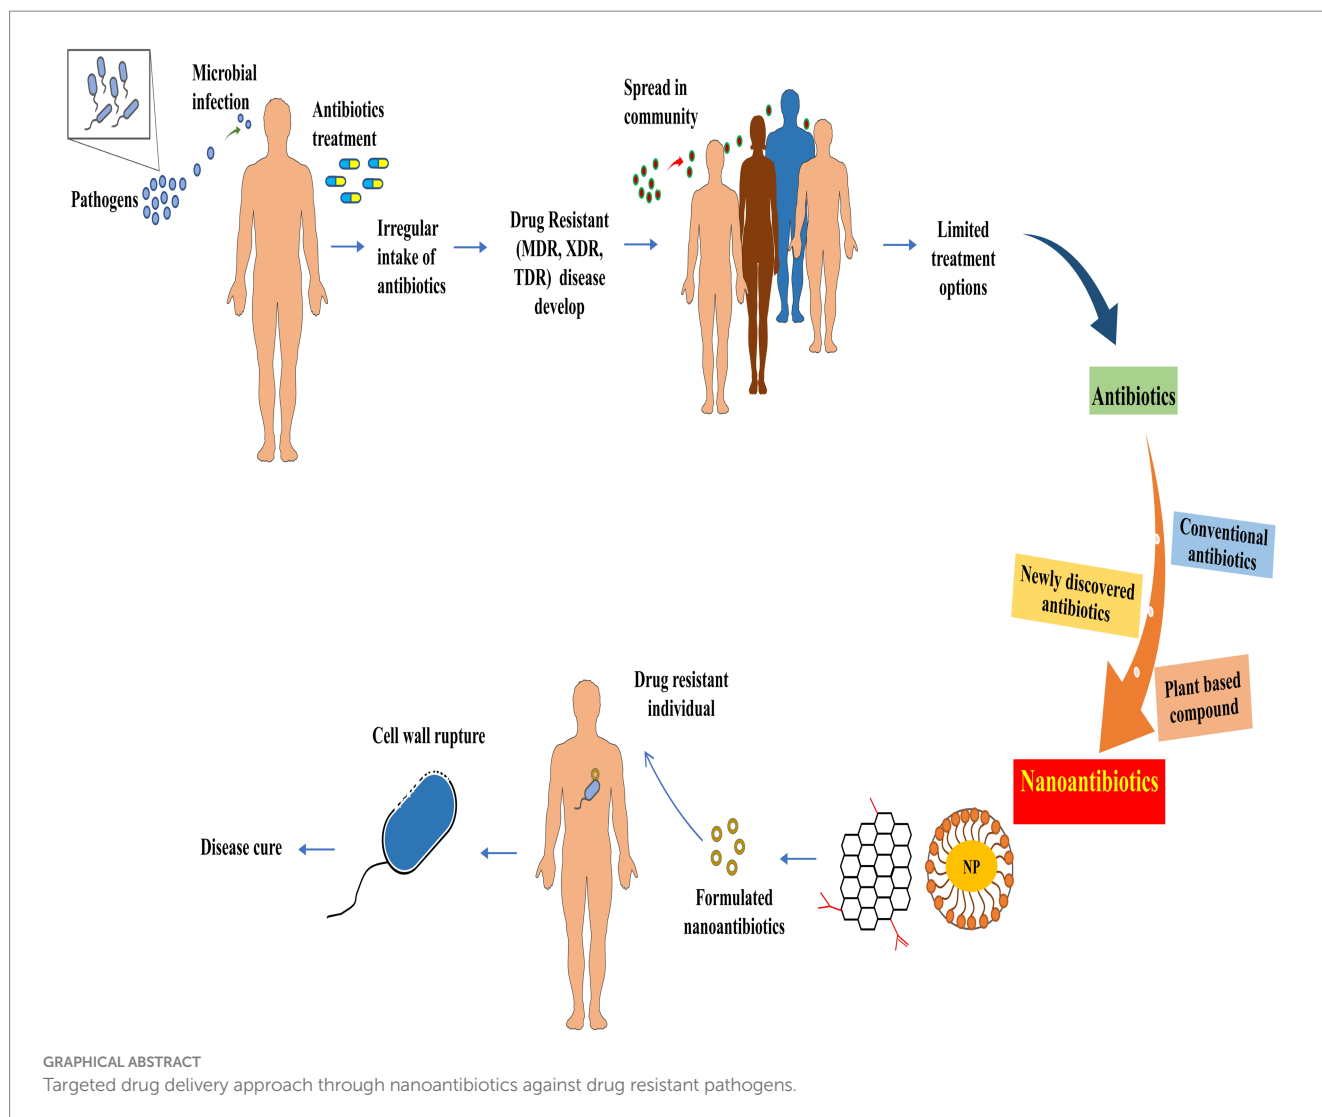 Microbial
infection
Pathogens
Antibiotics
treatment
Irregular
intake of
antibiotics
Drug Resistant
(MDR, XDR,
TDR) disease
develop
Spread in
community
Limited
treatment
options
Antibiotics
Conventional
antibiotics
Newly discovered
antibiotics
Plant based
compound
Nanoantibiotics
NP
Formulated
nanoantibiotics
Drug resistant
individual
Cell wall rupture
Disease cure
GRAPHICAL ABSTRACT
Targeted drug delivery approach through nanoantibiotics against drug resistant pathogens.